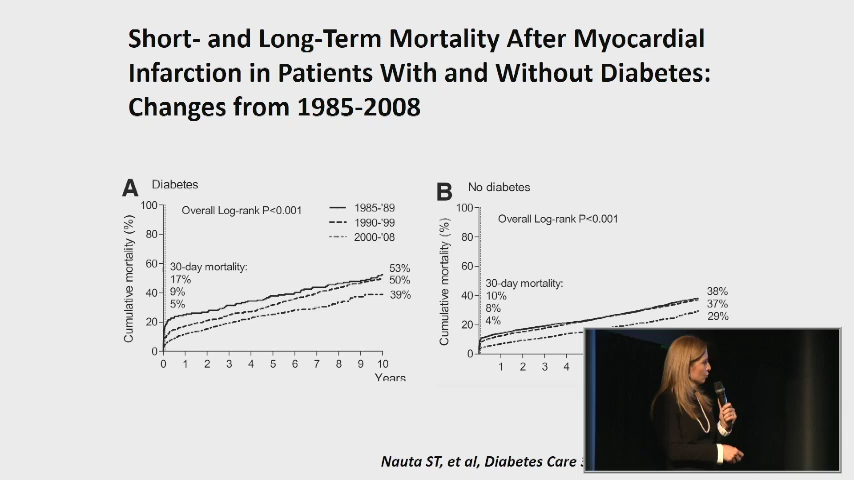 Short- and Long-Term Mortality After Myocardial
Infarction in Patients With and Without Diabetes:
Changes from 1985-2008
A Diabetes
100
80
60
40
20
0
Cumulative mortality (%)
Overall Log-rank P<0.001
1985-'89
1990-'99
2000-'08
30-day mortality:
17%
9%
5%
53%
50%
39%
0 1 2 3 4 5 6 7 8 9 10
Years
B No diabetes
100
80
60
40
20
0
Cumulative mortality (%)
Overall Log-rank P<0.001
30-day mortality:
10%
8%
4%
38%
37%
29%
1 2 3 4
Nauta ST, et al, Diabetes Care